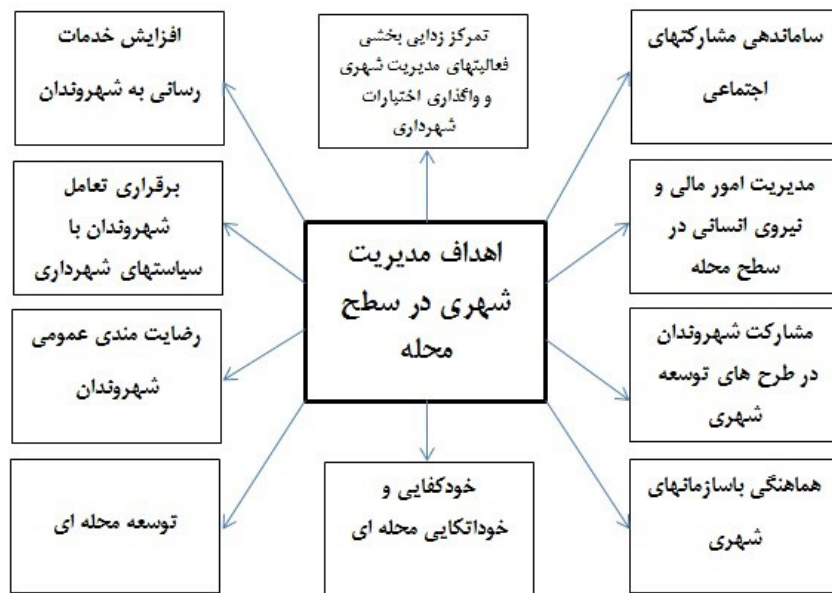 ساماندهی مشارکتهای
اجتماعی
تمرکز زدایی بخشی
فعالیتهای مدیریت شهری
و واگذاری اختیارات
شهرداری
افزایش خدمات
رسانی به شهروندان
مدیریت امور مالی و
نیروی انسانی در
سطح محله
اهداف مدیریت
شهری در سطح
محله
برقراری تعامل
شهروندان با
سیاستهای شهرداری
مشارکت شهروندان
در طرح های توسعه
شهری
رضایت مندی عمومی
شهروندان
هماهنگی باسازمانهای
شهری
خودکفایی و
خوداتکایی محله ای
توسعه محله ای